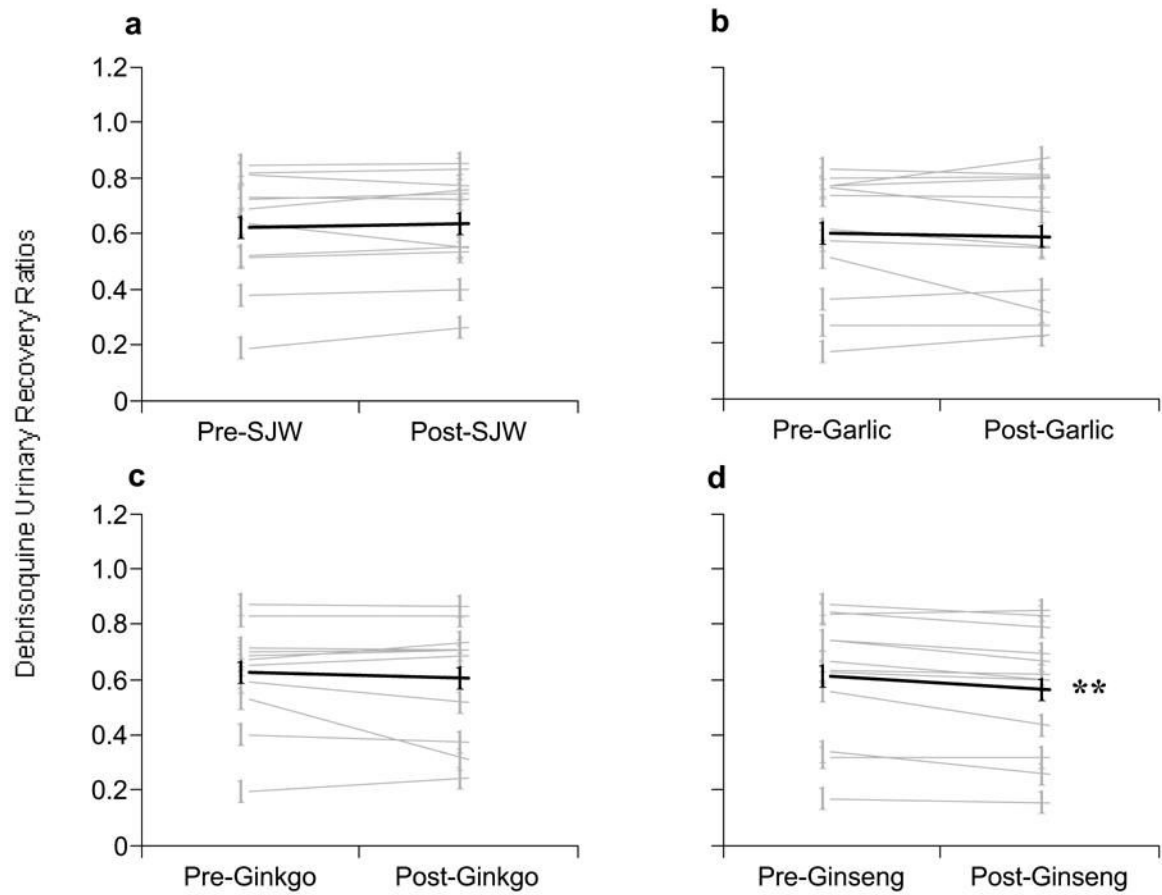 Debrisoquine Urinary Recovery Ratios
a
1.2
1.0
0.8
0.6
0.4
0.2
0
Pre-SJW Post-SJW
b
Pre-Garlic Post-Garlic
c
1.2
1.0
0.8
0.6
0.4
0.2
0
Pre-Ginkgo Post-Ginkgo
d
**
Pre-Ginseng Post-Ginseng